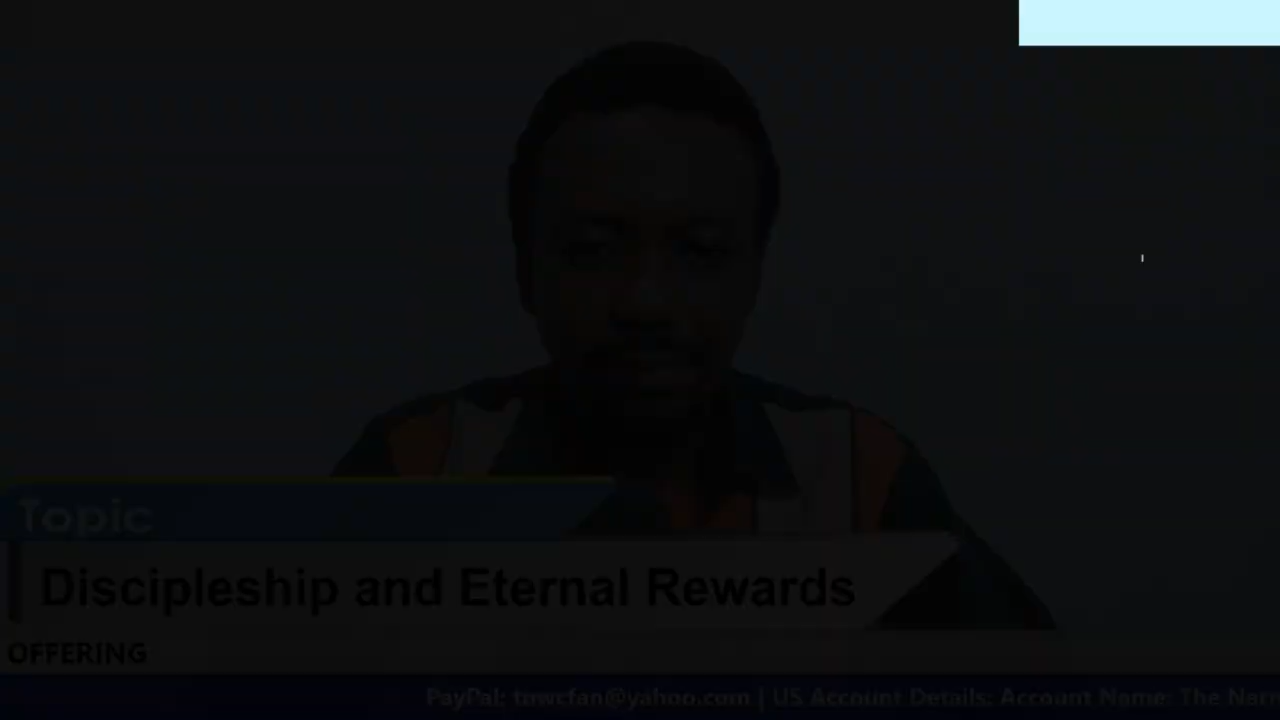 Topic
Discipleship and Eternal Rewards
OFFERING
PayPal: towcfan@yahoo.com | US Account Details: Account Name: The Narr